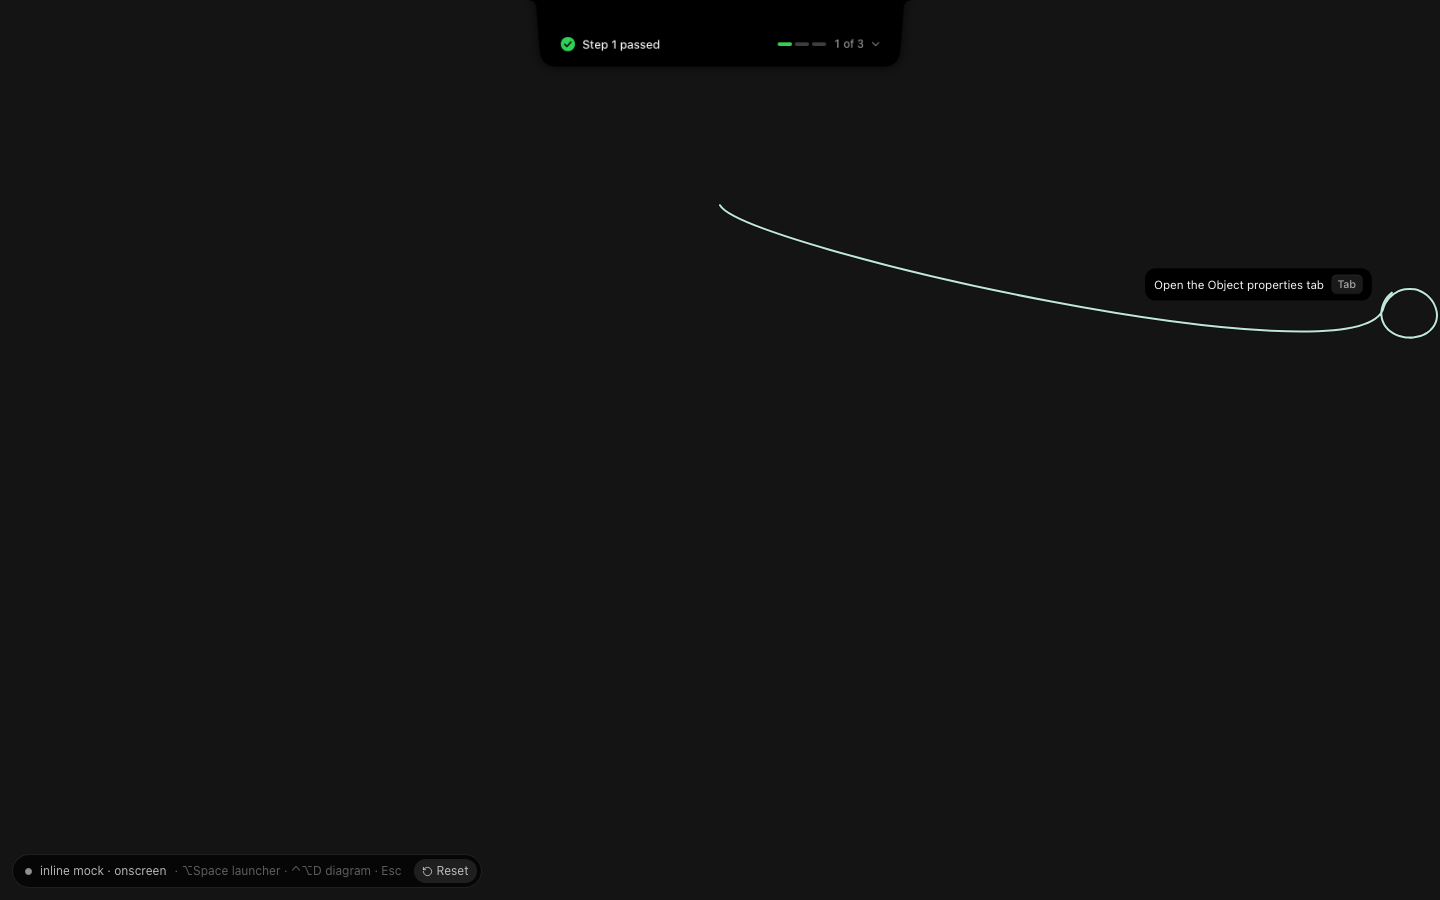 Step 1 passed
1 of 3
Open the Object properties tab Tab
inline mock · onscreen · ⌥Space launcher · ^⌥D diagram · Esc Reset